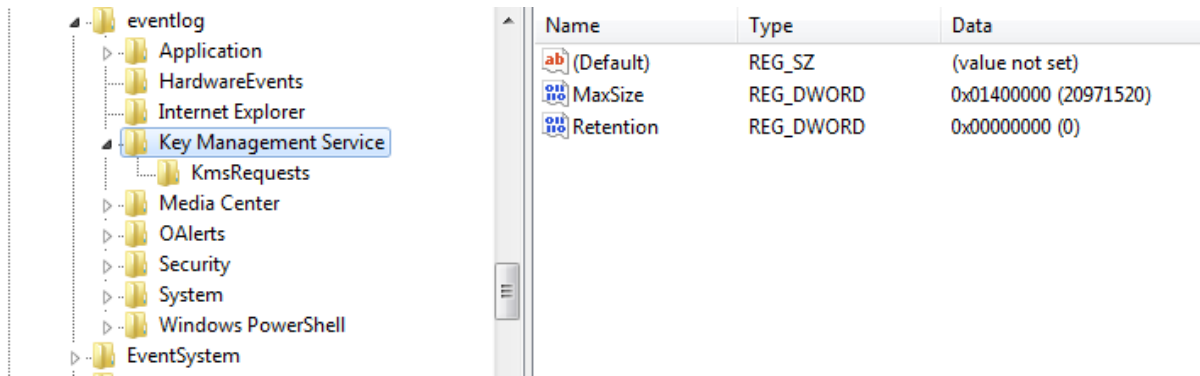 eventlog
Application
HardwareEvents
Internet Explorer
Key Management Service
KmsRequests
Media Center
OAlerts
Security
System
Windows PowerShell
EventSystem
Name Type Data
ab (Default) REG_SZ (value not set)
MaxSize REG_DWORD 0x01400000 (20971520)
Retention REG_DWORD 0x00000000 (0)